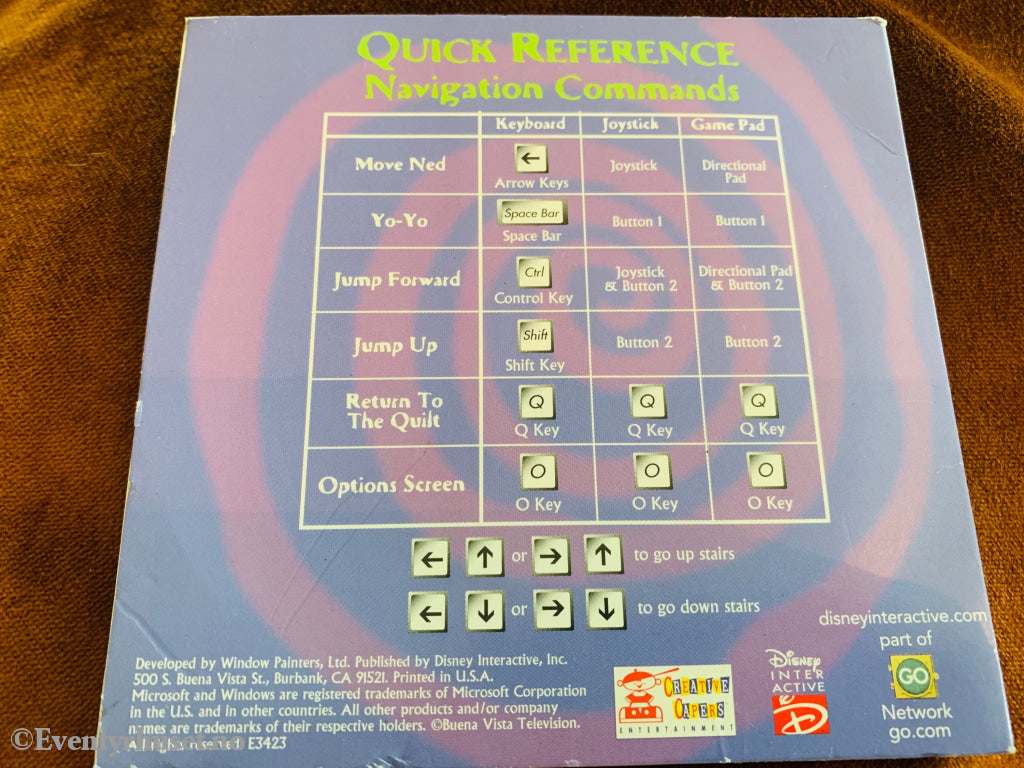 QUICK REFERENCE
Navigation Commands
Keyboard Joystick Game Pad
Move Ned
←
Arrow Keys
Joystick
Directional
Pad
Yo-Yo
Space Bar
Space Bar
Button 1
Button 1
Jump Forward
Ctrl
Control Key
Joystick
& Button 2
Directional Pad
& Button 2
Jump Up
Shift
Shift Key
Button 2
Button 2
Return To
The Quilt
Q
Q Key
Q
Q Key
Q
Q Key
Options Screen
O
O Key
O
O Key
O
O Key
← ↑ or → ↑ to go up stairs
← ↓ or → ↓ to go down stairs
Developed by Window Painters, Ltd. Published by Disney Interactive, Inc.
500 S. Buena Vista St., Burbank, CA 91521. Printed in U.S.A.
Microsoft and Windows are registered trademarks of Microsoft Corporation
in the U.S. and in other countries. All other products and/or company
names are trademarks of their respective holders. ©Buena Vista Television.
All rights reserved. E3423
CREATIVE
CAPERS
ENTERTAINMENT
DISNEY
INTER
ACTIVE
disneyinteractive.com
part of
GO
Network
go.com